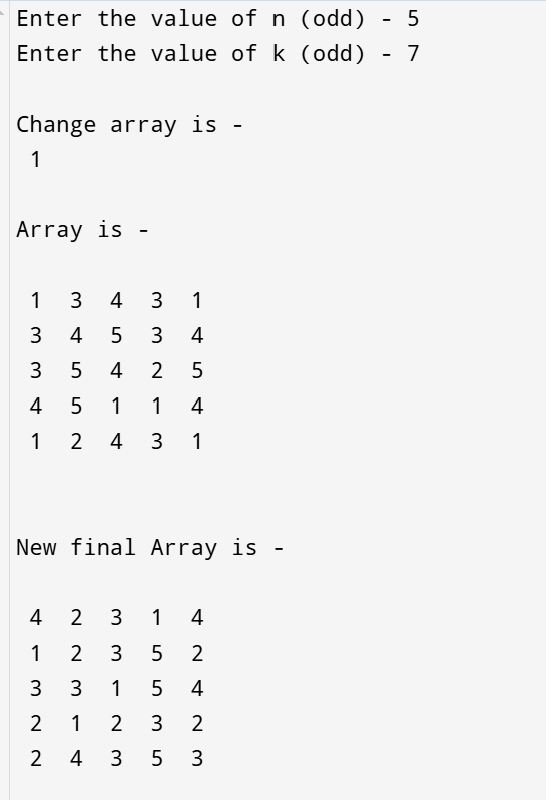 Enter the value of n (odd) - 5
Enter the value of k (odd) - 7
Change array is -
1
Array is -
1 3 4 3 1
3 4 5 3 4
3 5 4 2 5
4 5 1 1 4
1 2 4 3 1
New final Array is -
4 2 3 1 4
1 2 3 5 2
3 3 1 5 4
2 1 2 3 2
2 4 3 5 3